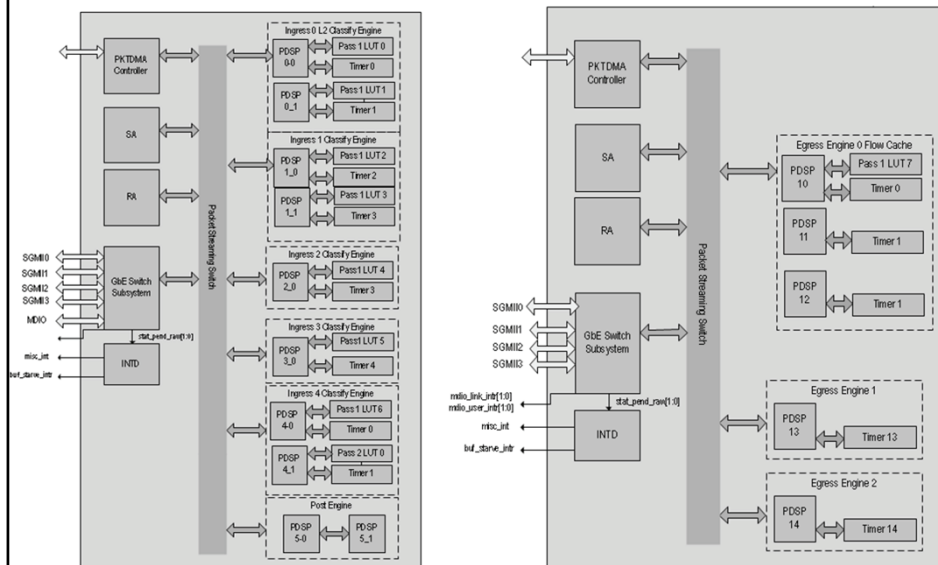 PKTDMA
Controller
SA
RA
SGMII0
SGMII1
SGMII2
SGMII3
MDIO
GbE Switch
Subsystem
stat_pend_raw[1:0]
misc_int
buf_starve_intr
INTD
Packet Streaming Switch
Ingress 0 L2 Classify Engine
PDSP
0-0
Pass 1 LUT 0
Timer 0
PDSP
0_1
Pass 1 LUT 1
Timer 1
Ingress 1 Classify Engine
PDSP
1_0
Pass 1 LUT 2
Timer 2
PDSP
1_1
Pass 1 LUT 3
Timer 3
Ingress 2 Classify Engine
PDSP
2_0
Pass1 LUT 4
Timer 3
Ingress 3 Classify Engine
PDSP
3_0
Pass1 LUT 5
Timer 4
Ingress 4 Classify Engine
PDSP
4-0
Pass 1 LUT 6
Timer 0
PDSP
4_1
Pass 2 LUT 0
Timer 1
Post Engine
PDSP
5-0
PDSP
5_1
PKTDMA
Controller
SA
RA
SGMII0
SGMII1
SGMII2
SGMII3
GbE Switch
Subsystem
mdio_link_intr[1:0]
mdio_user_intr[1:0]
stat_pend_raw[1:0]
misc_int
buf_starve_intr
INTD
Packet Streaming Switch
Egress Engine 0 Flow Cache
PDSP
10
Pass 1 LUT 7
Timer 0
PDSP
11
Timer 1
PDSP
12
Timer 1
Egress Engine 1
PDSP
13
Timer 13
Egress Engine 2
PDSP
14
Timer 14